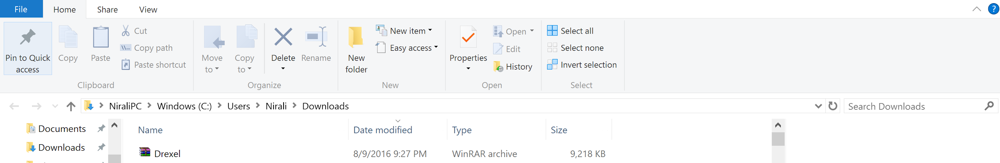 File Home Share View
?
Pin to Quick access
Copy
Paste
Cut
\\...
Copy path
Paste shortcut
Clipboard
Move to
Copy to
Delete
Rename
Organize
New folder
New item
Easy access
New
Properties
Open
Edit
History
Open
Select all
Select none
Invert selection
Select
NiraliPC Windows (C:) Users Nirali Downloads
Search Downloads
Documents
Downloads
Name Date modified Type Size
Drexel 8/9/2016 9:27 PM WinRAR archive 9,218 KB